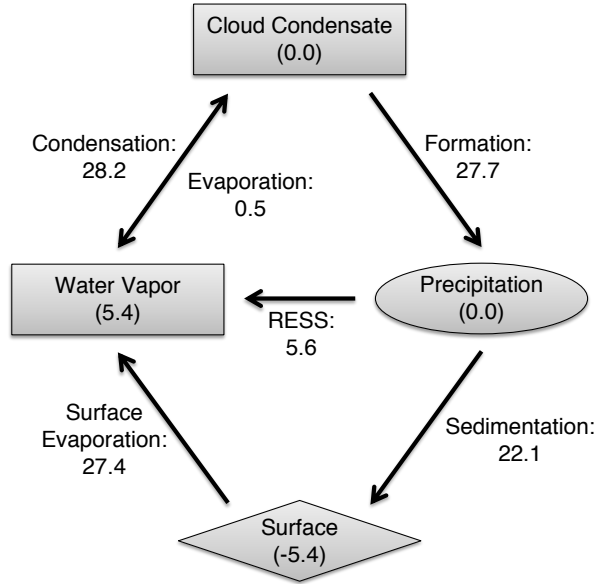 Cloud Condensate
(0.0)
Condensation:
28.2
Formation:
27.7
Evaporation:
0.5
Water Vapor
(5.4)
Precipitation
(0.0)
RESS:
5.6
Surface
Evaporation:
27.4
Sedimentation:
22.1
Surface
(-5.4)